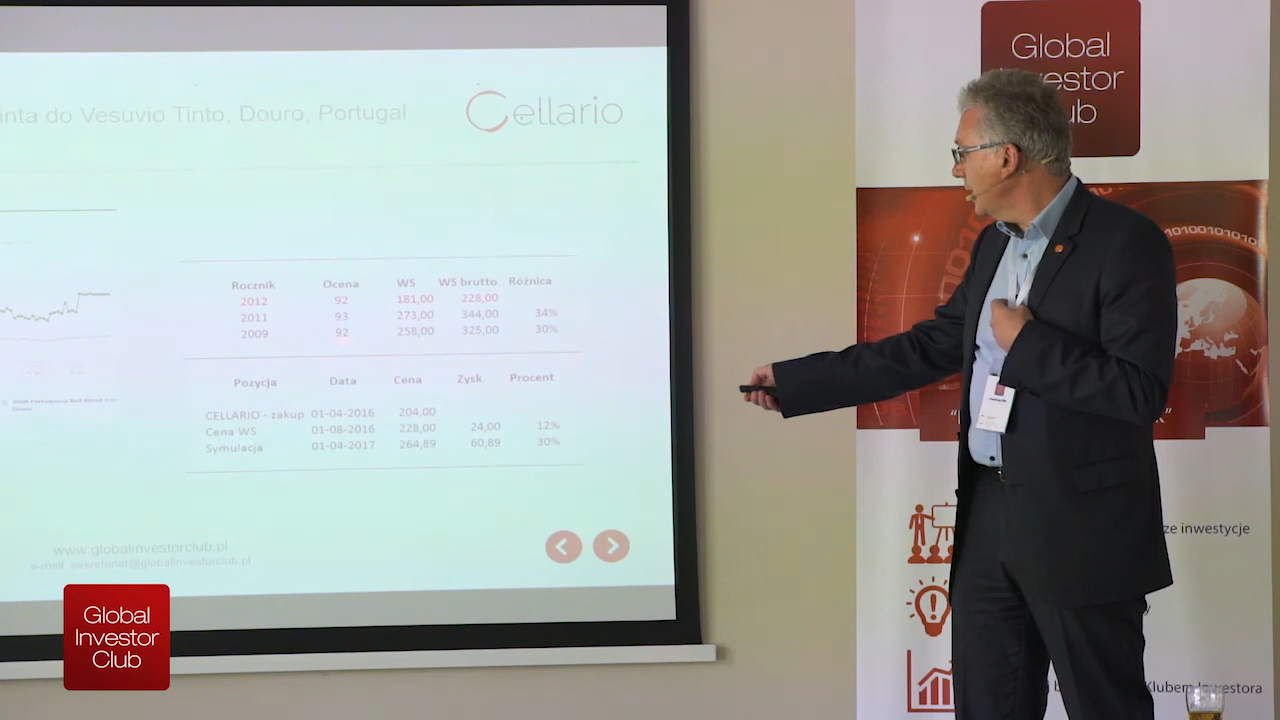 inta do Vesuvio Tinto, Douro, Portugal
Cellario
Rocznik Ocena WS WS brutto Różnica
2012 92 181,00 228,00
2011 93 273,00 344,00 34%
2009 92 258,00 325,00 30%
Pozycja Data Cena Zysk Procent
CELLARIO - zakup 01-04-2016 204,00
Cena WS 01-08-2016 228,00 24,00 12%
Symulacja 01-04-2017 264,89 60,89 30%
www.globalinvestorclub.pl
e-mail sekretariat@globalinvestorclub.pl
Global
Investor
Club
Global
vestor
ub
1010010101010
ze inwestycje
Klubem Inwestora